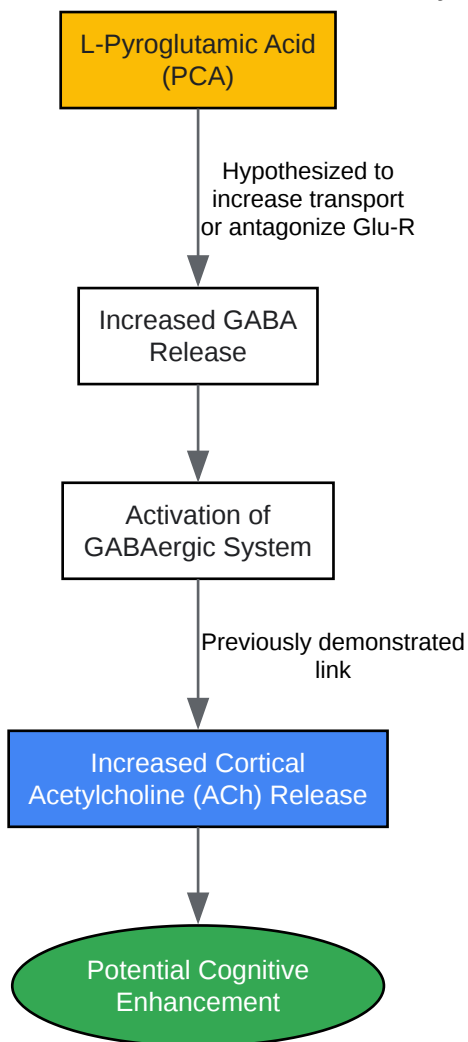 L-Pyroglutamic Acid
(PCA)
Hypothesized to
increase transport
or antagonize Glu-R
Increased GABA
Release
Activation of
GABAergic System
Previously demonstrated
link
Increased Cortical
Acetylcholine (ACh) Release
Potential Cognitive
Enhancement